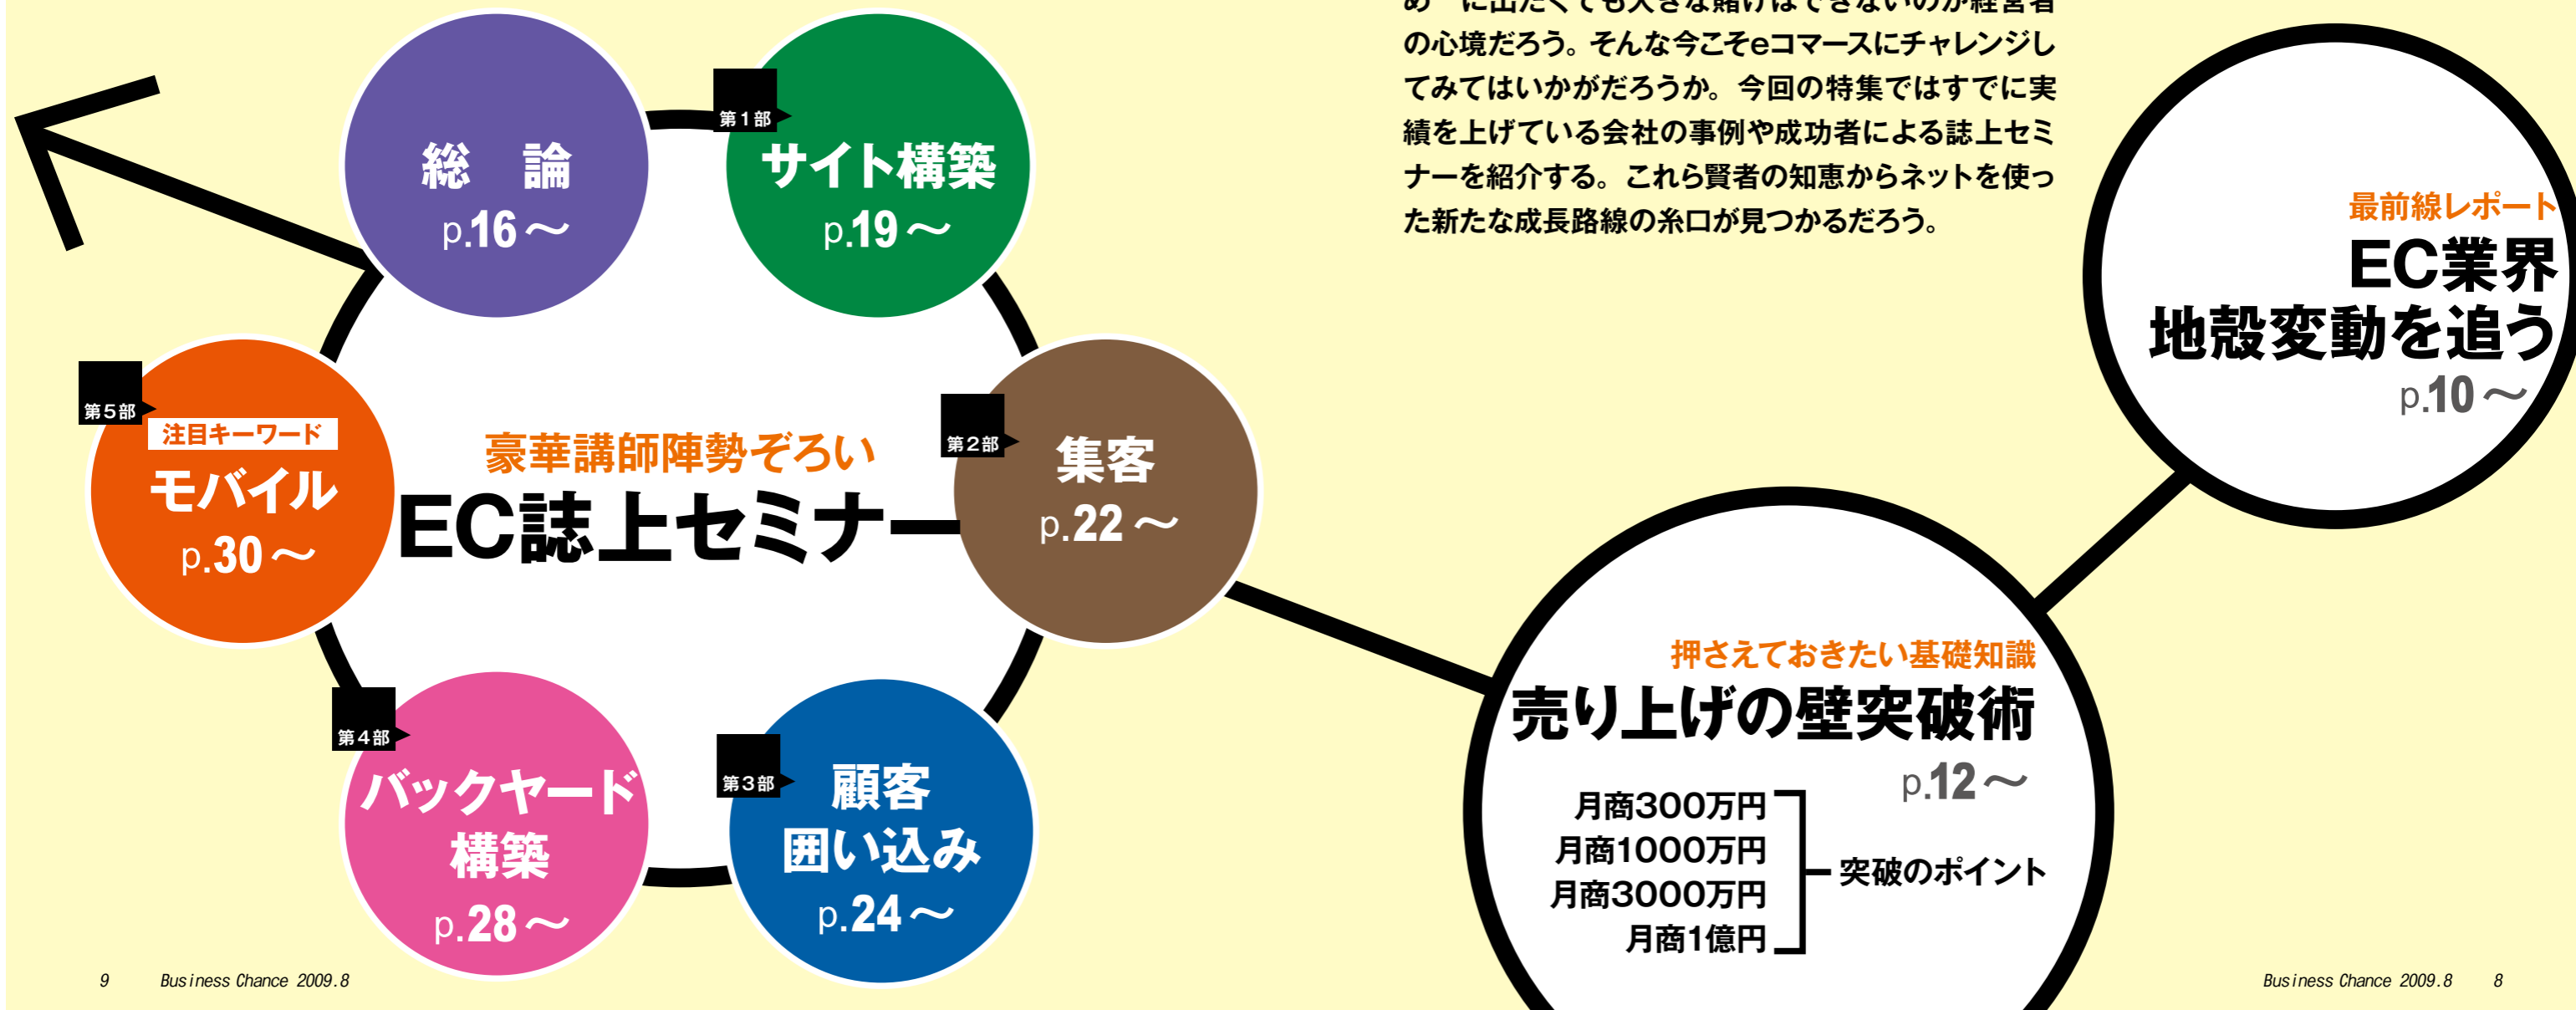 の心境だろう。そんな今こそeコマースにチャレンジし
てみてはいかがだろうか。今回の特集ではすでに実
績を上げている会社の事例や成功者による誌上セミ
ナーを紹介する。これら賢者の知恵からネットを使っ
た新たな成長路線の糸口が見つかるだろう。
最前線レポート
EC業界
地殻変動を追う
p.10〜
押さえておきたい基礎知識
売り上げの壁突破術
p.12〜
月商300万円
月商1000万円
月商3000万円
月商1億円
突破のポイント
豪華講師陣勢ぞろい
EC誌上セミナー
総 論
p.16〜
第1部
サイト構築
p.19〜
第2部
集客
p.22〜
第3部
顧客
囲い込み
p.24〜
第4部
バックヤード
構築
p.28〜
第5部
注目キーワード
モバイル
p.30〜
9 Business Chance 2009.8
Business Chance 2009.8 8